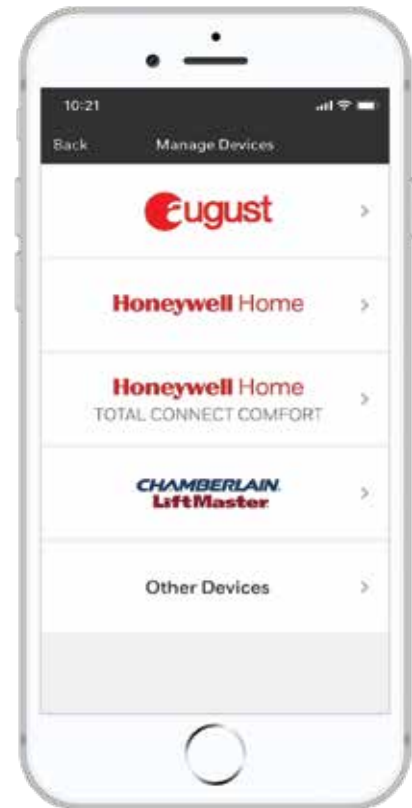 10:21
Back Manage Devices
august
Honeywell Home
Honeywell Home
TOTAL CONNECT COMFORT
CHAMBERLAIN
LiftMaster
Other Devices